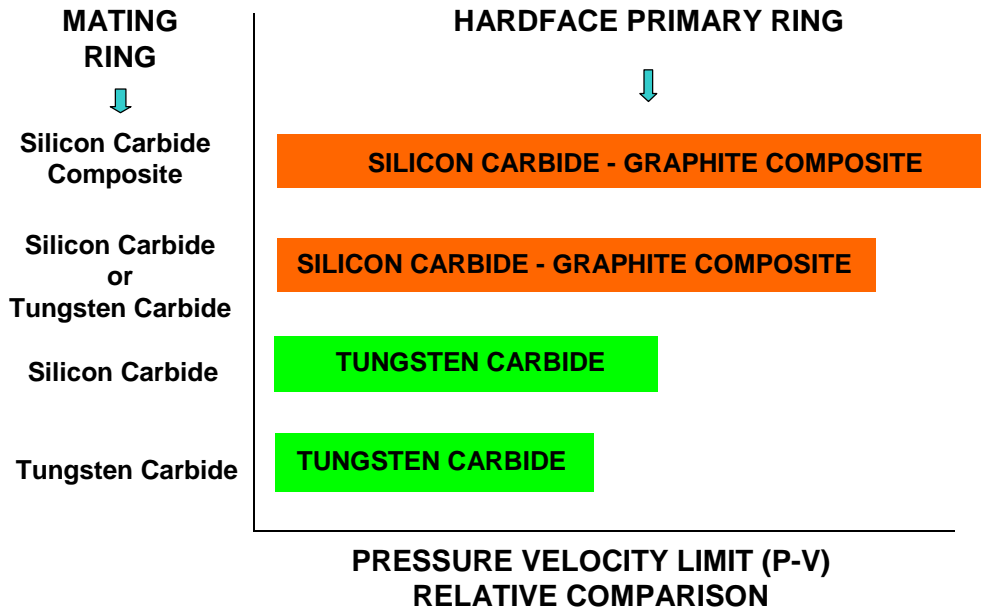 MATING
RING
HARDFACE PRIMARY RING
Silicon Carbide
Composite
SILICON CARBIDE - GRAPHITE COMPOSITE
Silicon Carbide
or
Tungsten Carbide
SILICON CARBIDE - GRAPHITE COMPOSITE
Silicon Carbide
TUNGSTEN CARBIDE
Tungsten Carbide
TUNGSTEN CARBIDE
PRESSURE VELOCITY LIMIT (P-V)
RELATIVE COMPARISON